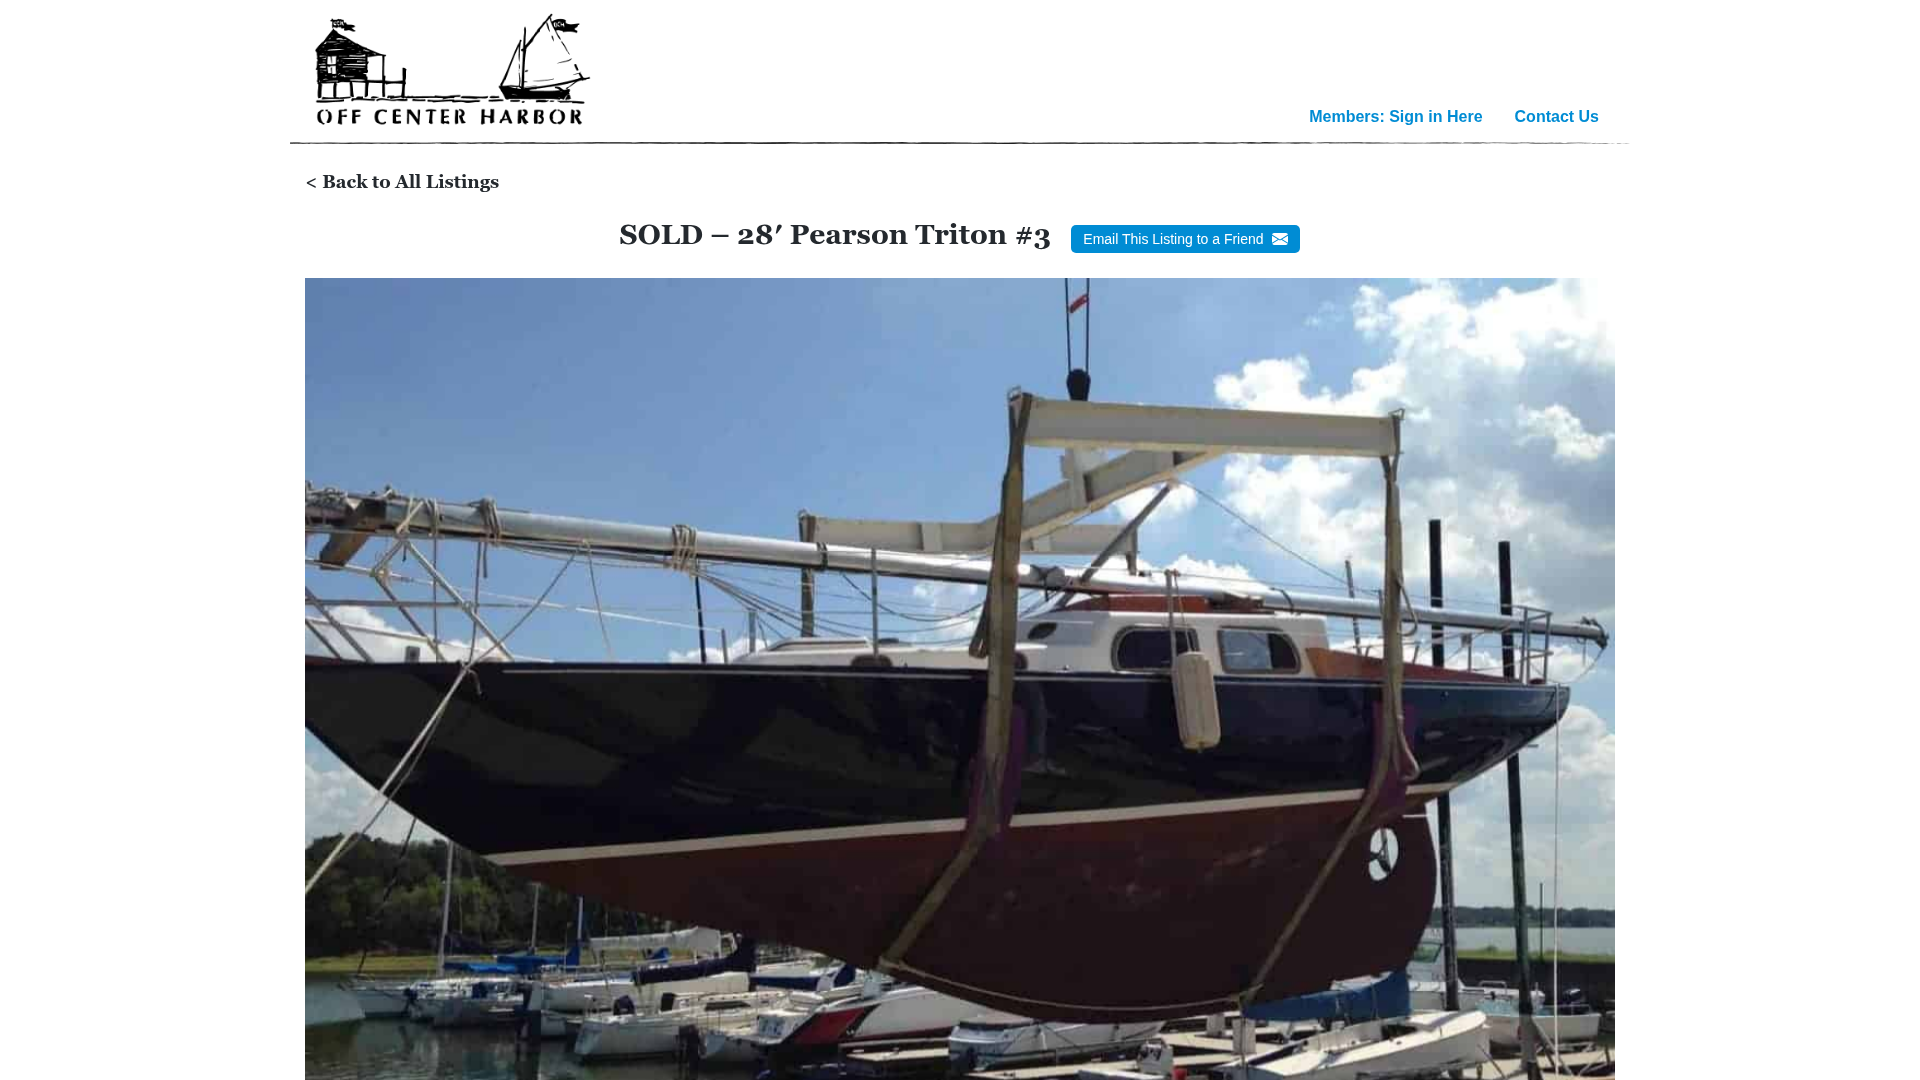 OFF CENTER HARBOR
Members: Sign in Here
Contact Us
< Back to All Listings
SOLD – 28′ Pearson Triton #3
Email This Listing to a Friend